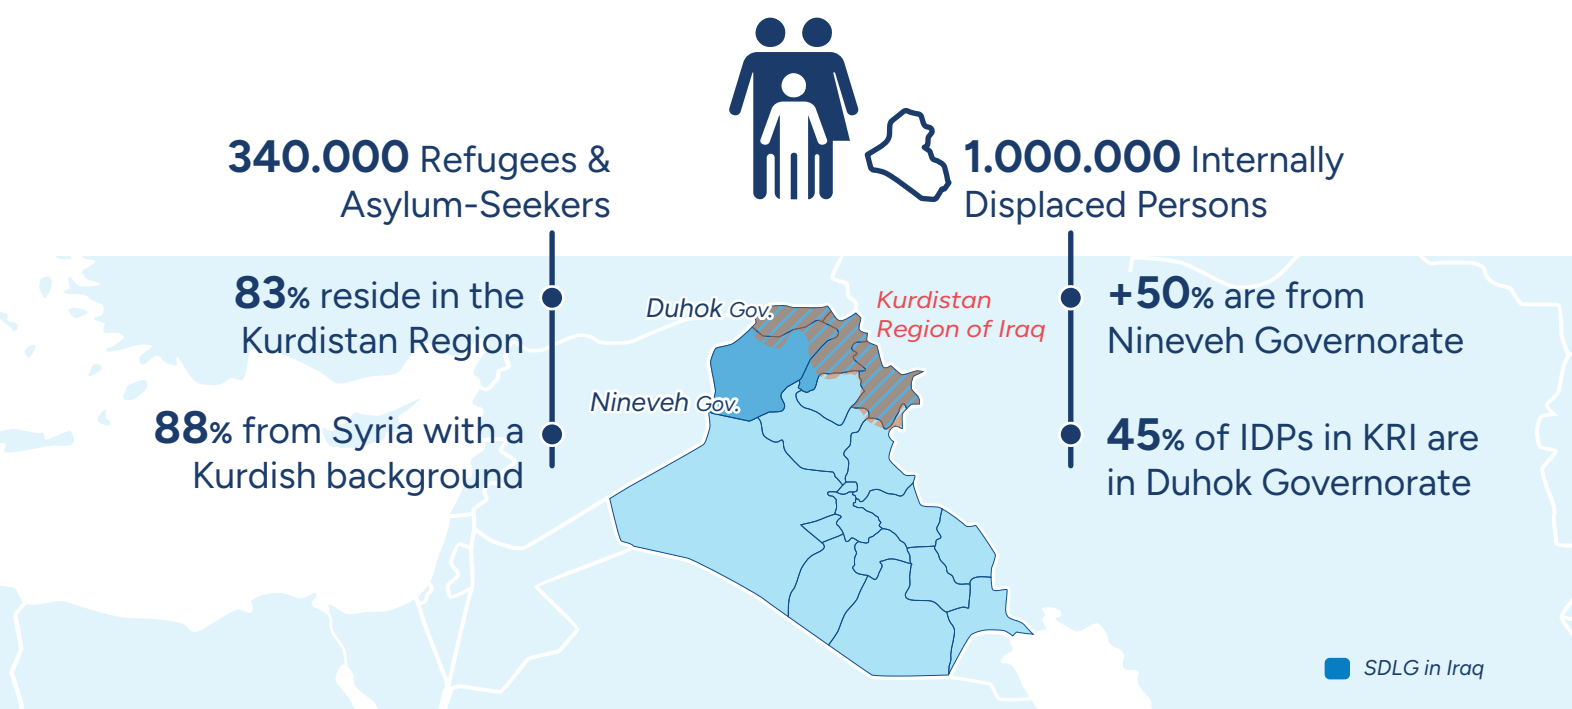 340.000 Refugees &
Asylum-Seekers
83% reside in the
Kurdistan Region
88% from Syria with a
Kurdish background
1.000.000 Internally
Displaced Persons
+50% are from
Nineveh Governorate
45% of IDPs in KRI are
in Duhok Governorate
Duhok Gov.
Kurdistan
Region of Iraq
Nineveh Gov.
SDLG in Iraq